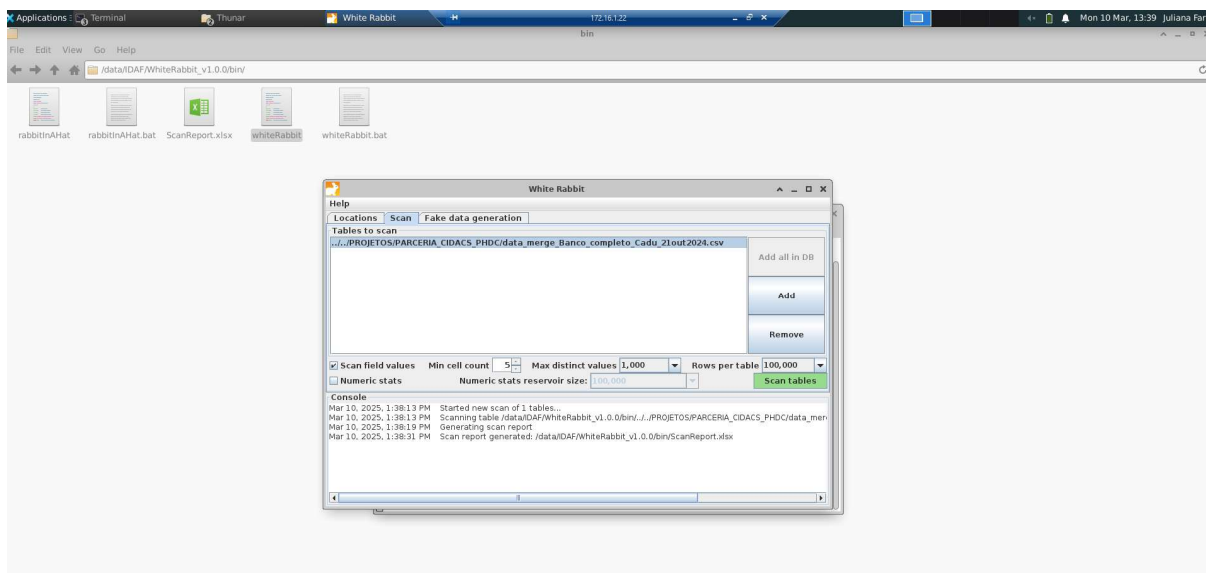 Applications Terminal Thunar White Rabbit 172.16.1.22 Mon 10 Mar, 13:39 Juliana Far
bin
File Edit View Go Help
/data/IDAF/WhiteRabbit_v1.0.0/bin/
rabbitInAHat rabbitInAHat.bat ScanReport.xlsx whiteRabbit whiteRabbit.bat
White Rabbit
Help
Locations Scan Fake data generation
Tables to scan
../../PROJETOS/PARCERIA_CIDACS_PHDC/data_merge_Banco_completo_Cadu_21out2024.csv
Add all in DB
Add
Remove
Scan field values Min cell count 5 Max distinct values 1,000 Rows per table 100,000
Numeric stats Numeric stats reservoir size: 100,000 Scan tables
Console
Mar 10, 2025, 1:38:13 PM Started new scan of 1 tables...
Mar 10, 2025, 1:38:13 PM Scanning table /data/IDAF/WhiteRabbit_v1.0.0/bin/../../PROJETOS/PARCERIA_CIDACS_PHDC/data_mer
Mar 10, 2025, 1:38:19 PM Generating scan report
Mar 10, 2025, 1:38:31 PM Scan report generated: /data/IDAF/WhiteRabbit_v1.0.0/bin/ScanReport.xlsx